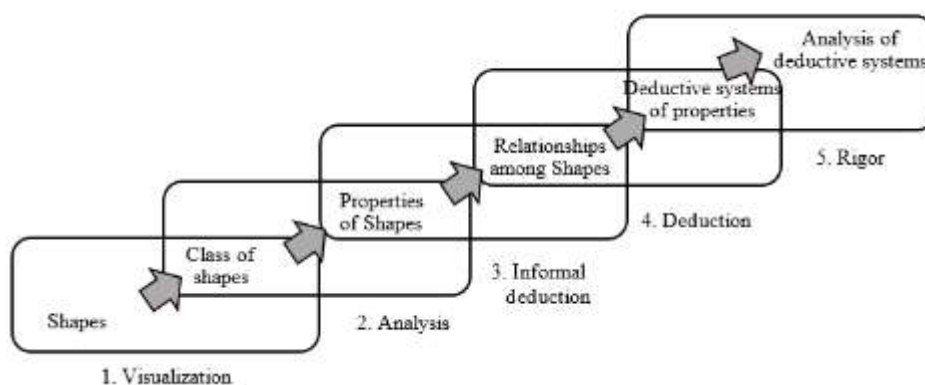 Analysis of
deductive systems
Deductive systems
of properties
5. Rigor
Relationships
among Shapes
4. Deduction
Properties
of Shapes
3. Informal
deduction
Class of
shapes
2. Analysis
Shapes
1. Visualization